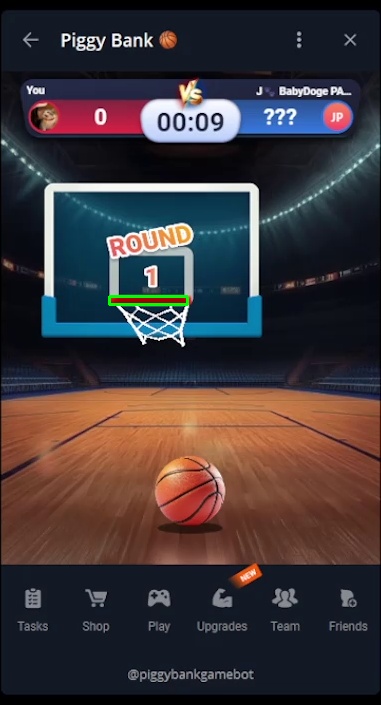 Piggy Bank 🏀
You
VS
J 🐾 BabyDoge PA...
0
00:09
???
JP
ROUND
1
NEW
Tasks
Shop
Play
Upgrades
Team
Friends
@piggybankgamebot